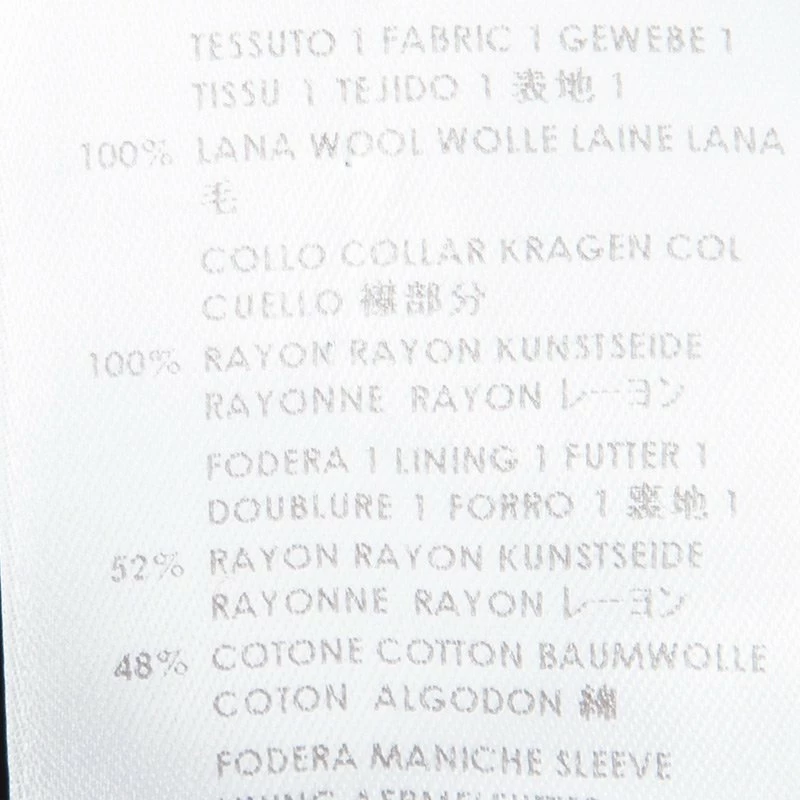 TESSUTO 1 FABRIC 1 GEWEBE 1
TISSU 1 TEJIDO 1 表地 1
100% LANA WOOL WOLLE LAINE LANA
毛
COLLO COLLAR KRAGEN COL
CUELLO 襟部分
100% RAYON RAYON KUNSTSEIDE
RAYONNE RAYON レーヨン
FODERA 1 LINING 1 FUTTER 1
DOUBLURE 1 FORRO 1 裏地 1
52% RAYON RAYON KUNSTSEIDE
RAYONNE RAYON レーヨン
48% COTONE COTTON BAUMWOLLE
COTON ALGODON 綿
FODERA MANICHE SLEEVE